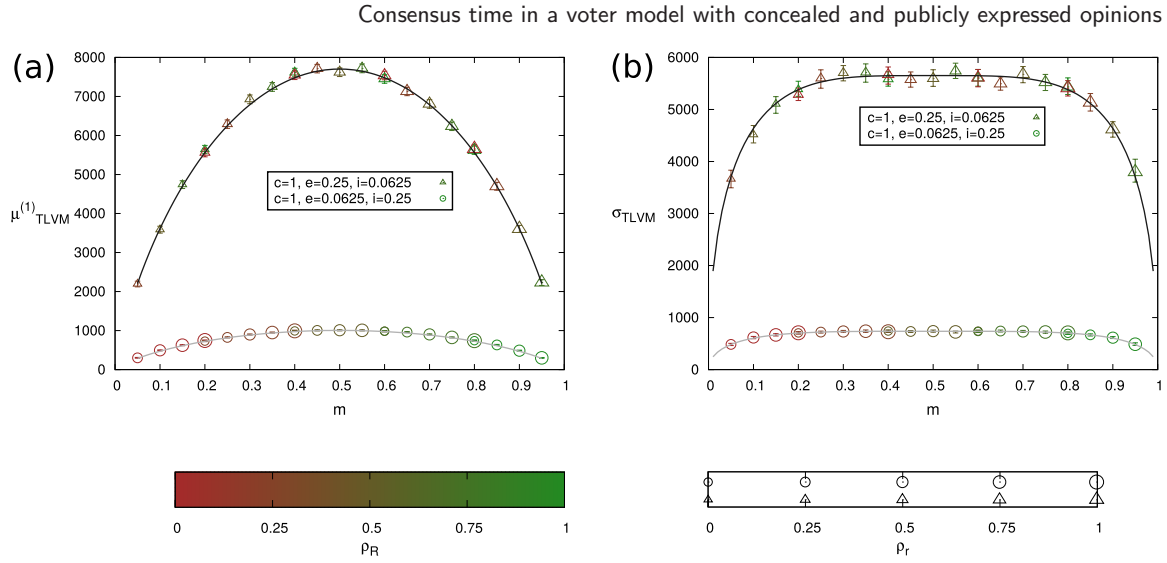 Consensus time in a voter model with concealed and publicly expressed opinions
(a)
8000
7000
6000
5000
4000
3000
2000
1000
0
μ(1)TLVM
c=1, e=0.25, i=0.0625
c=1, e=0.0625, i=0.25
0 0.1 0.2 0.3 0.4 0.5 0.6 0.7 0.8 0.9 1
m
(b)
6000
5000
4000
3000
2000
1000
0
σTLVM
c=1, e=0.25, i=0.0625
c=1, e=0.0625, i=0.25
0 0.1 0.2 0.3 0.4 0.5 0.6 0.7 0.8 0.9 1
m
0 0.25 0.5 0.75 1
ρR
0 0.25 0.5 0.75 1
ρr